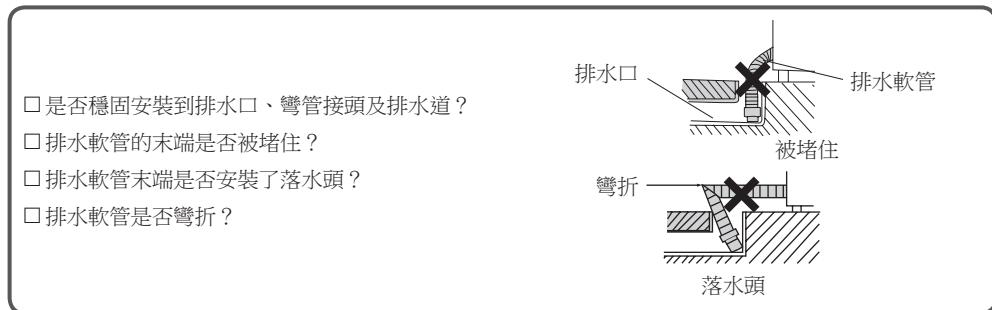 □ 是否穩固安裝到排水口、彎管接頭及排水道？
□ 排水軟管的末端是否被堵住？
□ 排水軟管末端是否安裝了落水頭？
□ 排水軟管是否彎折？
排水口
排水軟管
被堵住
彎折
落水頭